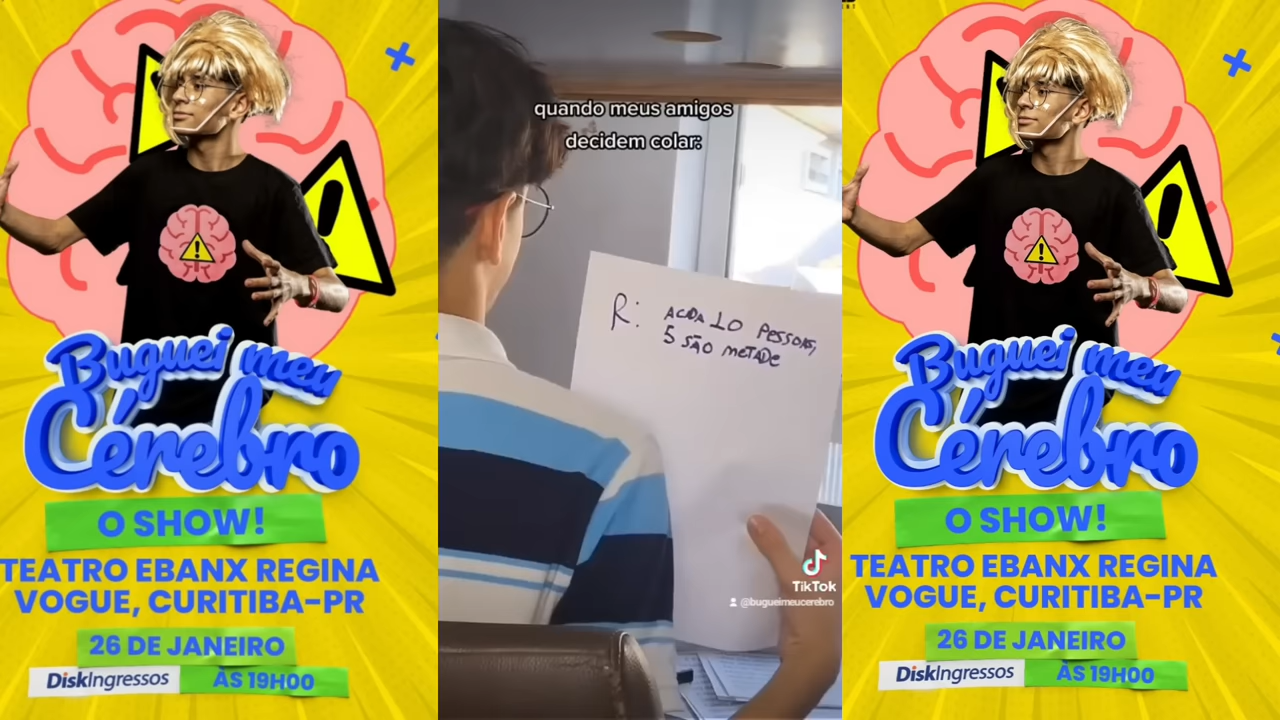 Buguei meu
Cérebro
O SHOW!
TEATRO EBANX REGINA
VOGUE, CURITIBA-PR
26 DE JANEIRO
DiskIngressos
ÀS 19H00
quando meus amigos
decidem colar:
R: ACADA 10 PESSOAS,
5 SÃO METADE
TikTok
@bugueimeucerebro
Buguei meu
Cérebro
O SHOW!
TEATRO EBANX REGINA
VOGUE, CURITIBA-PR
26 DE JANEIRO
DiskIngressos
ÀS 19H00